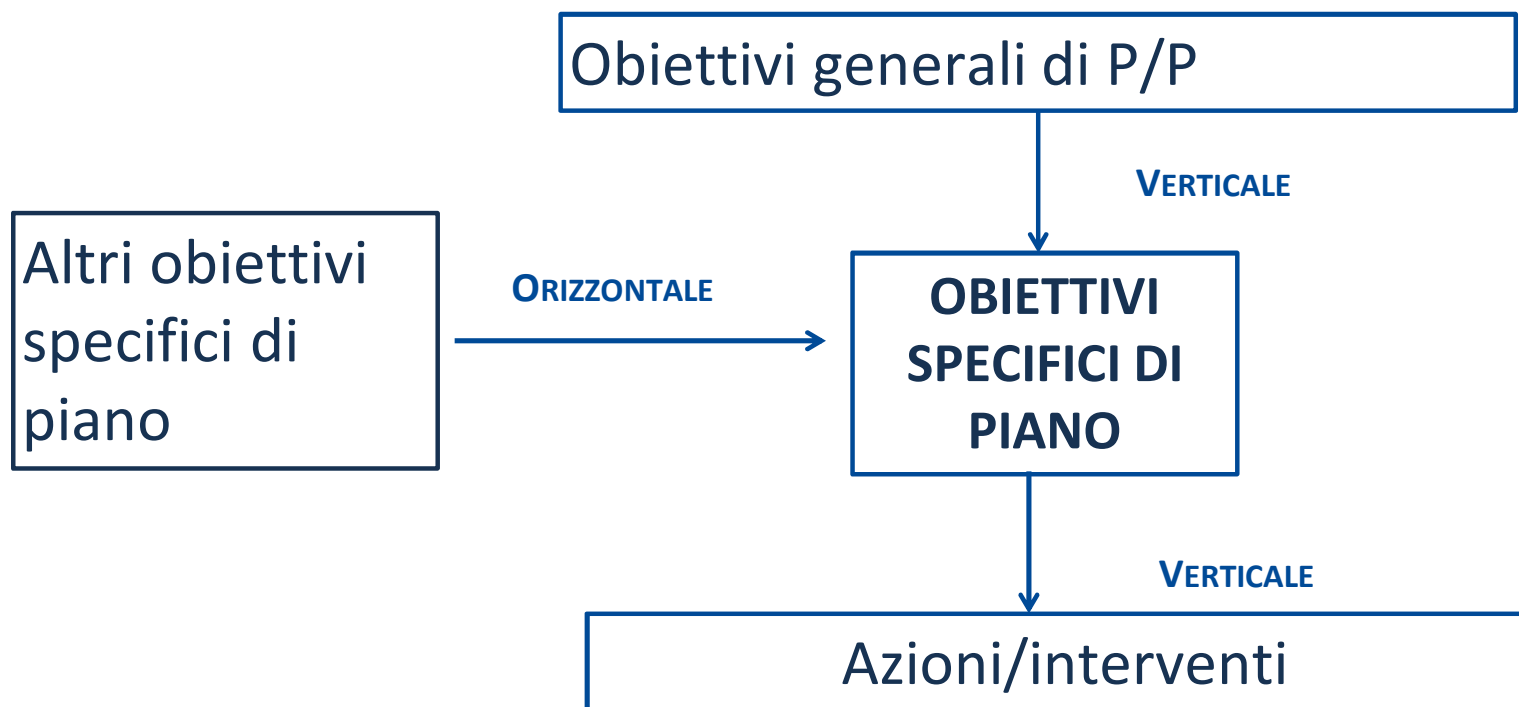 Obiettivi generali di P/P
VERTICALE
Altri obiettivi
specifici di
piano
ORIZZONTALE
OBIETTIVI
SPECIFICI DI
PIANO
VERTICALE
Azioni/interventi